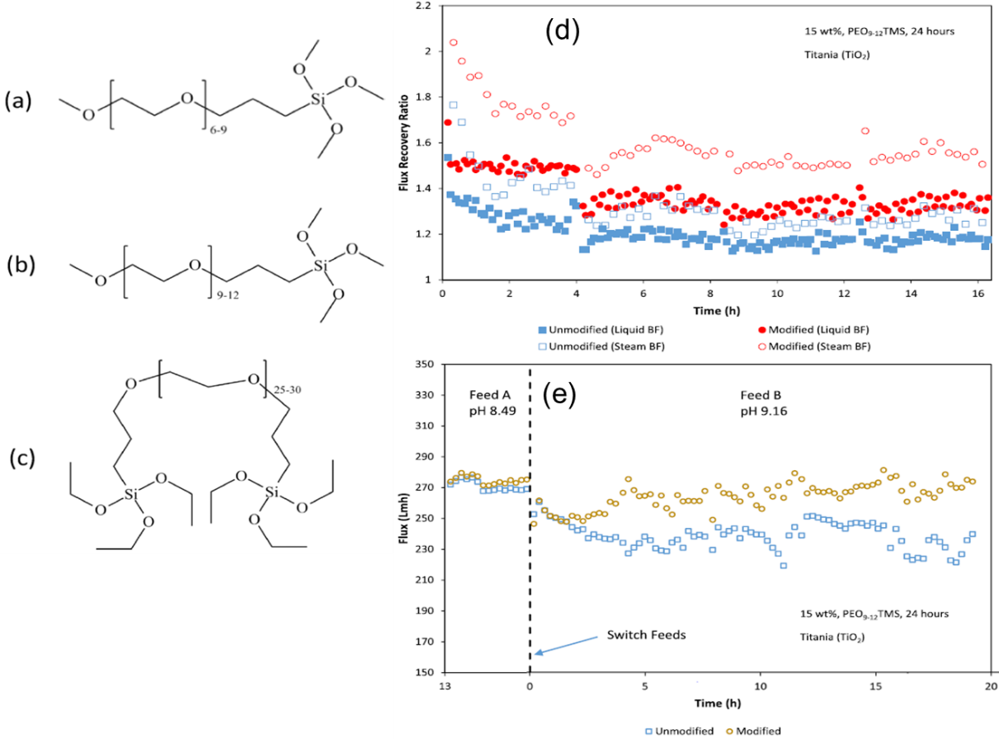 (a)
O
O
Si
O
O
O
6-9
(b)
O
O
Si
O
O
O
9-12
(c)
O
O
25-30
Si
O
O
O
Si
O
O
O
(d)
15 wt%, PEO9-12TMS, 24 hours
Titania (TiO2)
Flux Recovery Ratio
2.2
2
1.8
1.6
1.4
1.2
1
0 2 4 6 8 10 12 14 16
Time (h)
Unmodified (Liquid BF) Modified (Liquid BF)
Unmodified (Steam BF) Modified (Steam BF)
(e)
Feed A
pH 8.49
Feed B
pH 9.16
Flux (Lmh)
350
330
310
290
270
250
230
210
190
170
150
15 wt%, PEO9-12TMS, 24 hours
Titania (TiO2)
Switch Feeds
13 0 5 10 15 20
Time (h)
Unmodified Modified